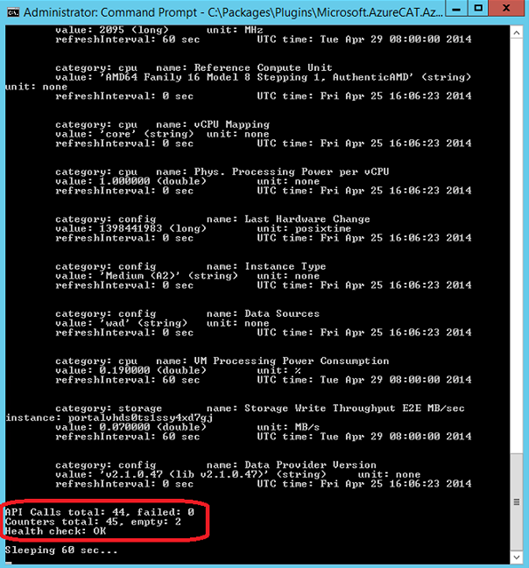 Administrator: Command Prompt - C:\Packages\Plugins\Microsoft.AzureCAT.Az...
value: 2095 (long) unit: MHz
refreshInterval: 60 sec UTC time: Tue Apr 29 08:00:00 2014
category: cpu name: Reference Compute Unit
value: 'AMD64 Family 16 Model 8 Stepping 1, AuthenticAMD' (string)
unit: none
refreshInterval: 0 sec UTC time: Fri Apr 25 16:06:23 2014
category: cpu name: vCPU Mapping
value: 'core' (string) unit: none
refreshInterval: 0 sec UTC time: Fri Apr 25 16:06:23 2014
category: cpu name: Phys. Processing Power per vCPU
value: 1.000000 (double) unit: none
refreshInterval: 0 sec UTC time: Fri Apr 25 16:06:23 2014
category: config name: Last Hardware Change
value: 1398441983 (long) unit: posixtime
refreshInterval: 0 sec UTC time: Fri Apr 25 16:06:23 2014
category: config name: Instance Type
value: 'Medium (A2)' (string) unit: none
refreshInterval: 0 sec UTC time: Fri Apr 25 16:06:23 2014
category: config name: Data Sources
value: 'wad' (string) unit: none
refreshInterval: 0 sec UTC time: Fri Apr 25 16:06:23 2014
category: cpu name: VM Processing Power Consumption
value: 0.190000 (double) unit: %
refreshInterval: 60 sec UTC time: Tue Apr 29 08:00:00 2014
category: storage name: Storage Write Throughput E2E MB/sec
instance: portalvhds0ts1ssy4xd7gj
value: 0.070000 (double) unit: MB/s
refreshInterval: 60 sec UTC time: Tue Apr 29 08:00:00 2014
category: config name: Data Provider Version
value: 'v2.1.0.47 (lib v2.1.0.47)' (string) unit: none
refreshInterval: 0 sec UTC time: Fri Apr 25 16:06:23 2014
API Calls total: 44, failed: 0
Counters total: 45, empty: 2
Health check: OK
Sleeping 60 sec...